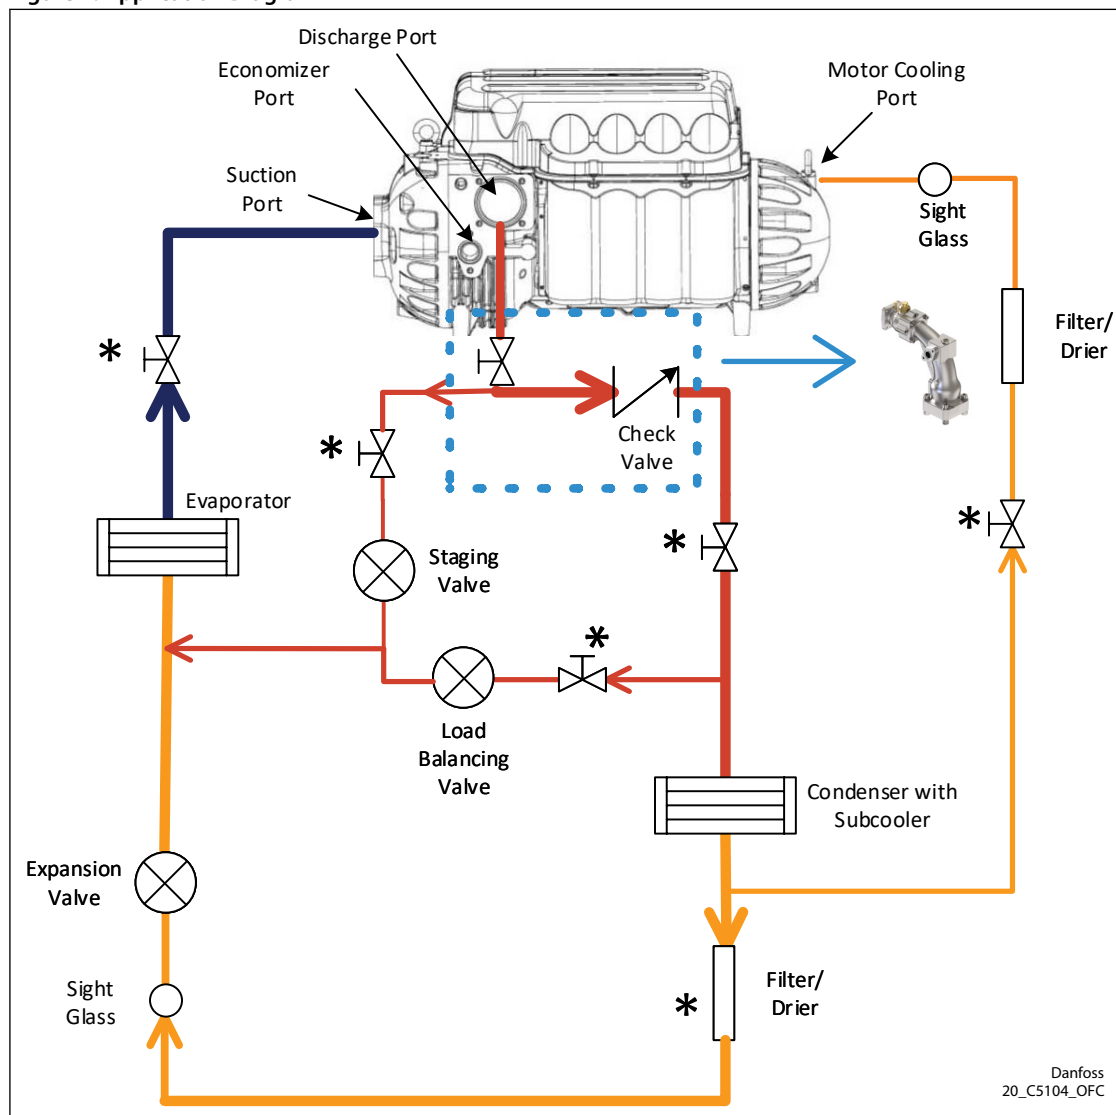 Discharge Port
Economizer
Port
Motor Cooling
Port
Suction
Port
Sight
Glass
Filter/
Drier
*
*
Check
Valve
Evaporator
*
*
Staging
Valve
*
Load
Balancing
Valve
Condenser with
Subcooler
Expansion
Valve
Sight
Glass
*
Filter/
Drier
Danfoss
20_C5104_OFC